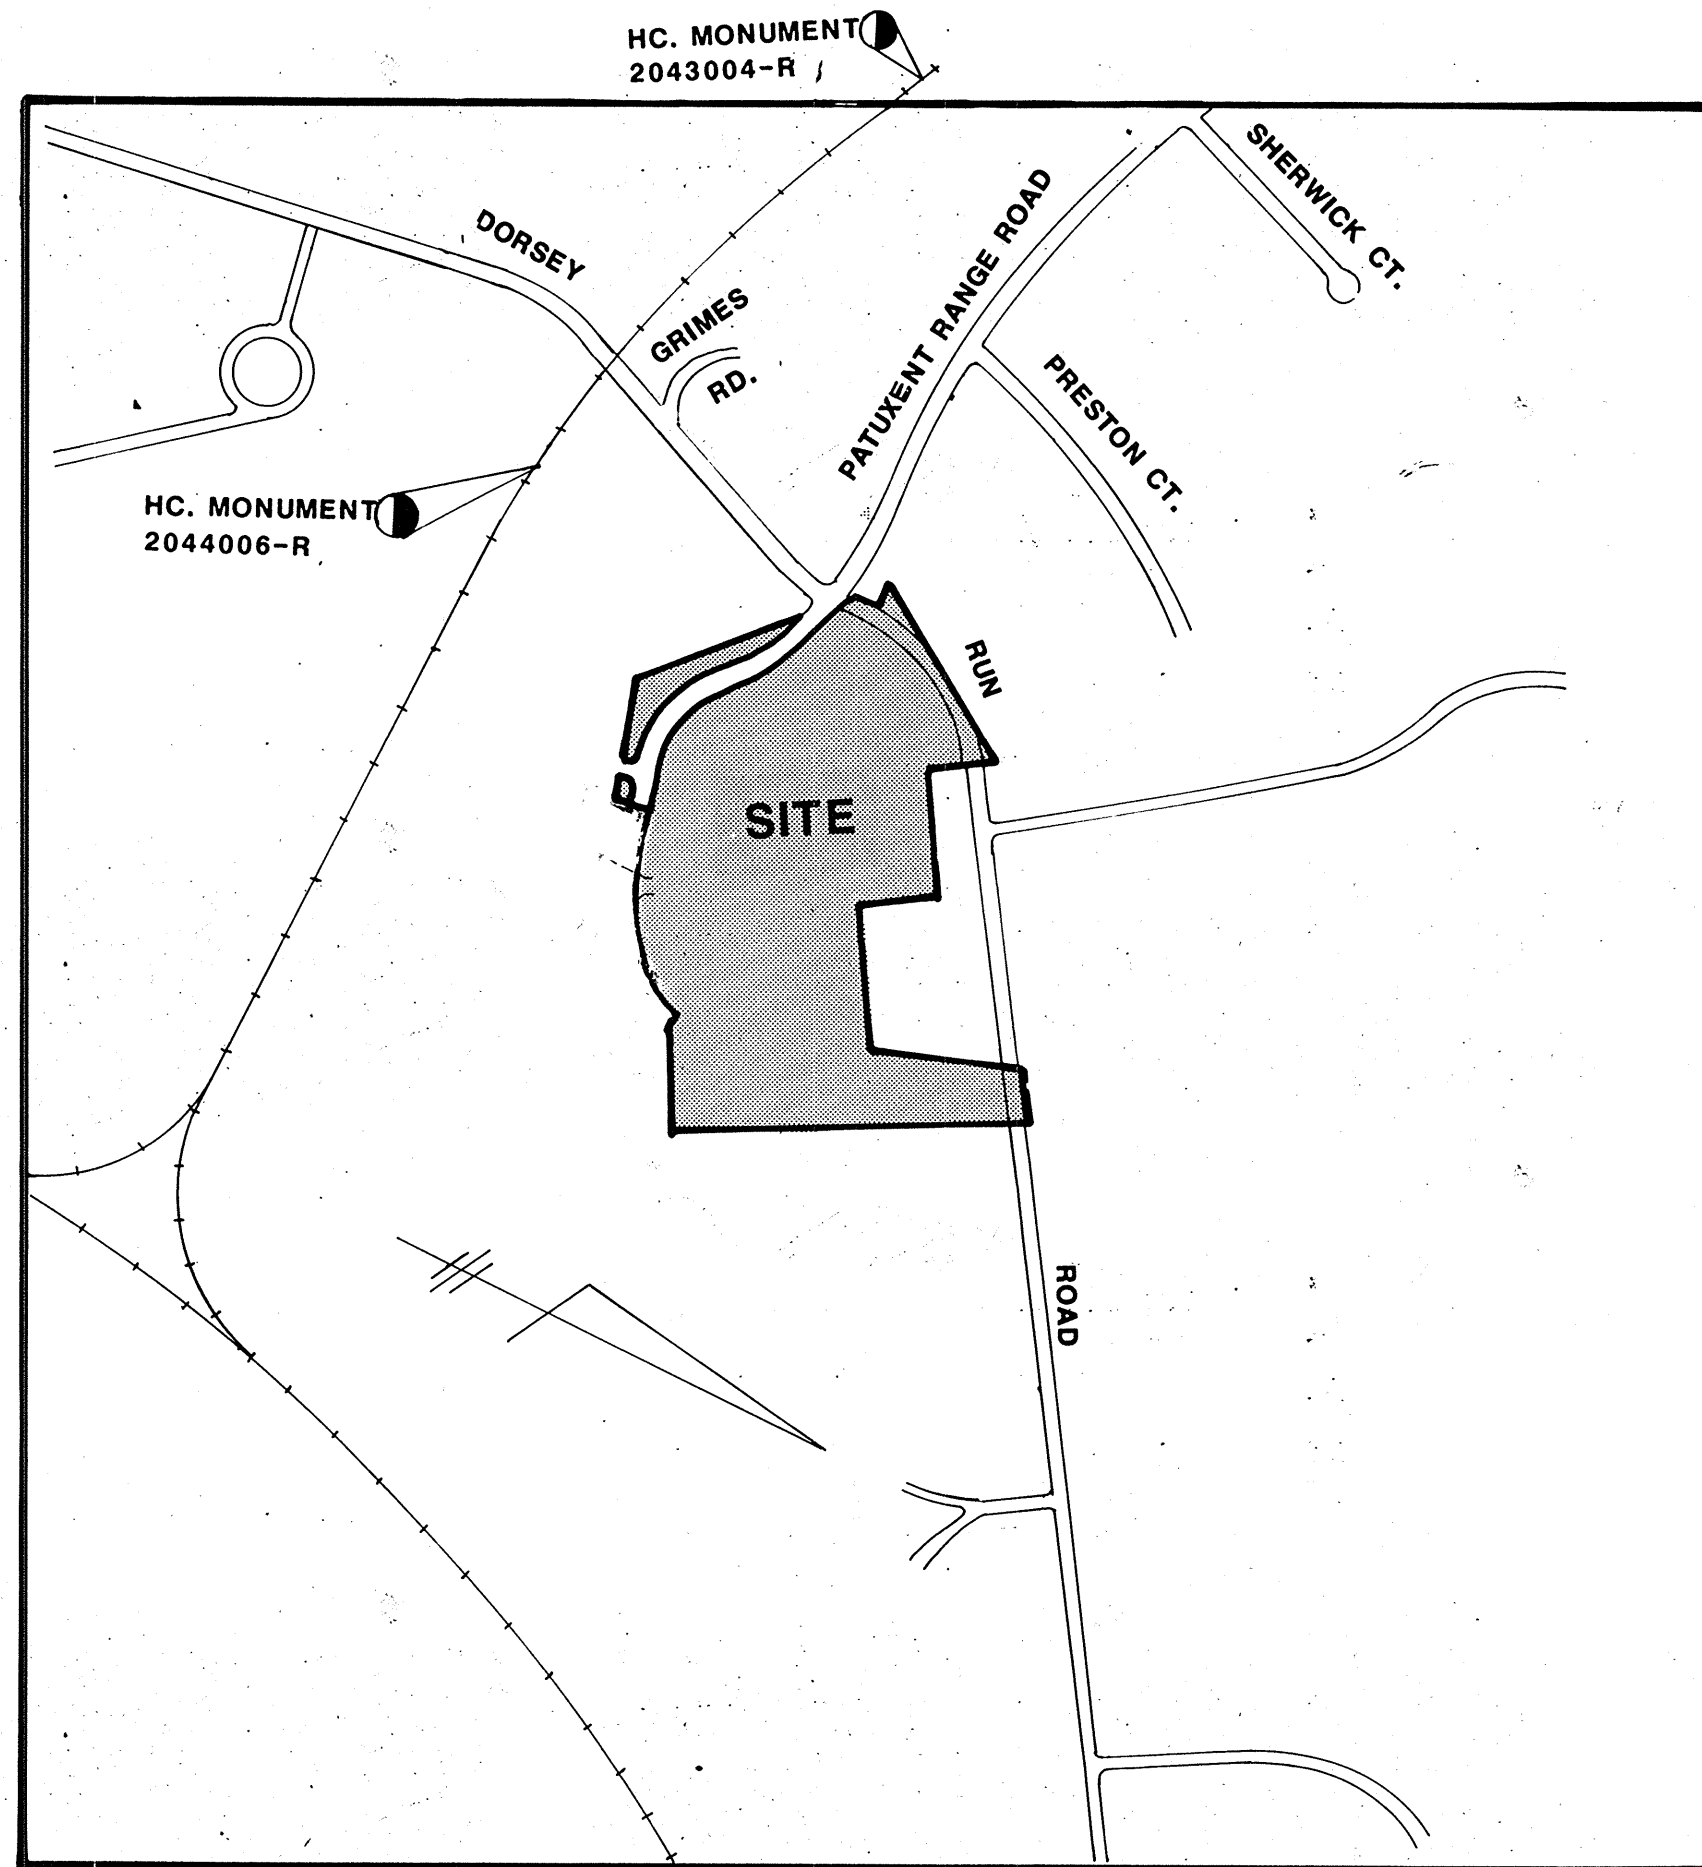 HC. MONUMENT
2043004-R
SHERWICK CT.
DORSEY
PATUXENT RANGE ROAD
GRIMES
RD.
PRESTON CT.
HC. MONUMENT
2044006-R
RUN
SITE
ROAD